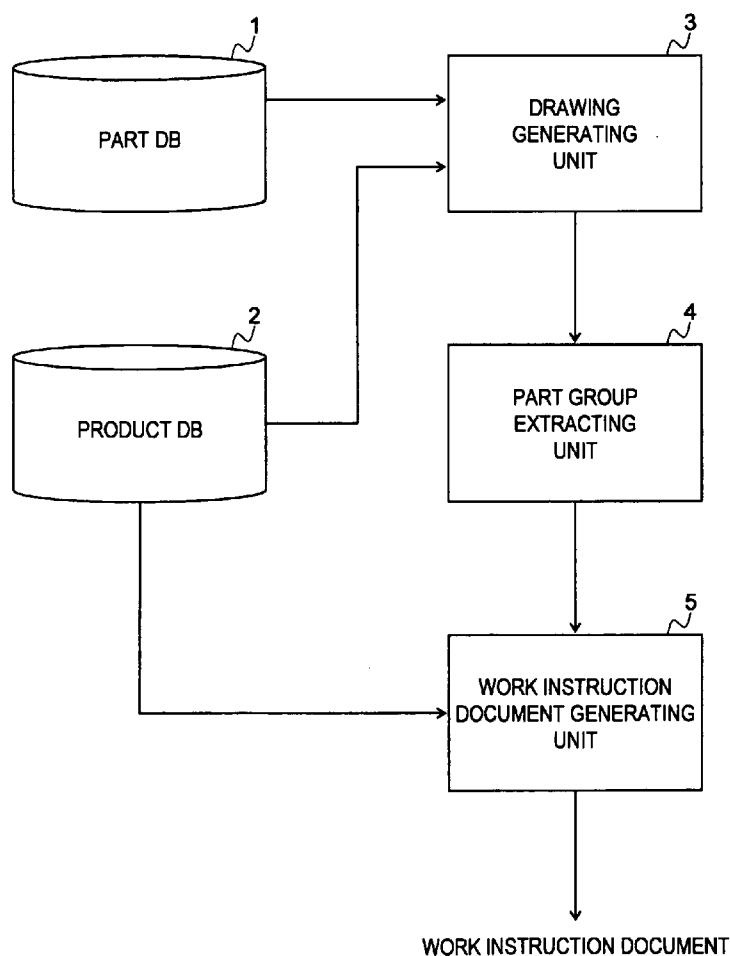 1
PART DB
3
DRAWING
GENERATING
UNIT
2
PRODUCT DB
4
PART GROUP
EXTRACTING
UNIT
5
WORK INSTRUCTION
DOCUMENT GENERATING
UNIT
WORK INSTRUCTION DOCUMENT